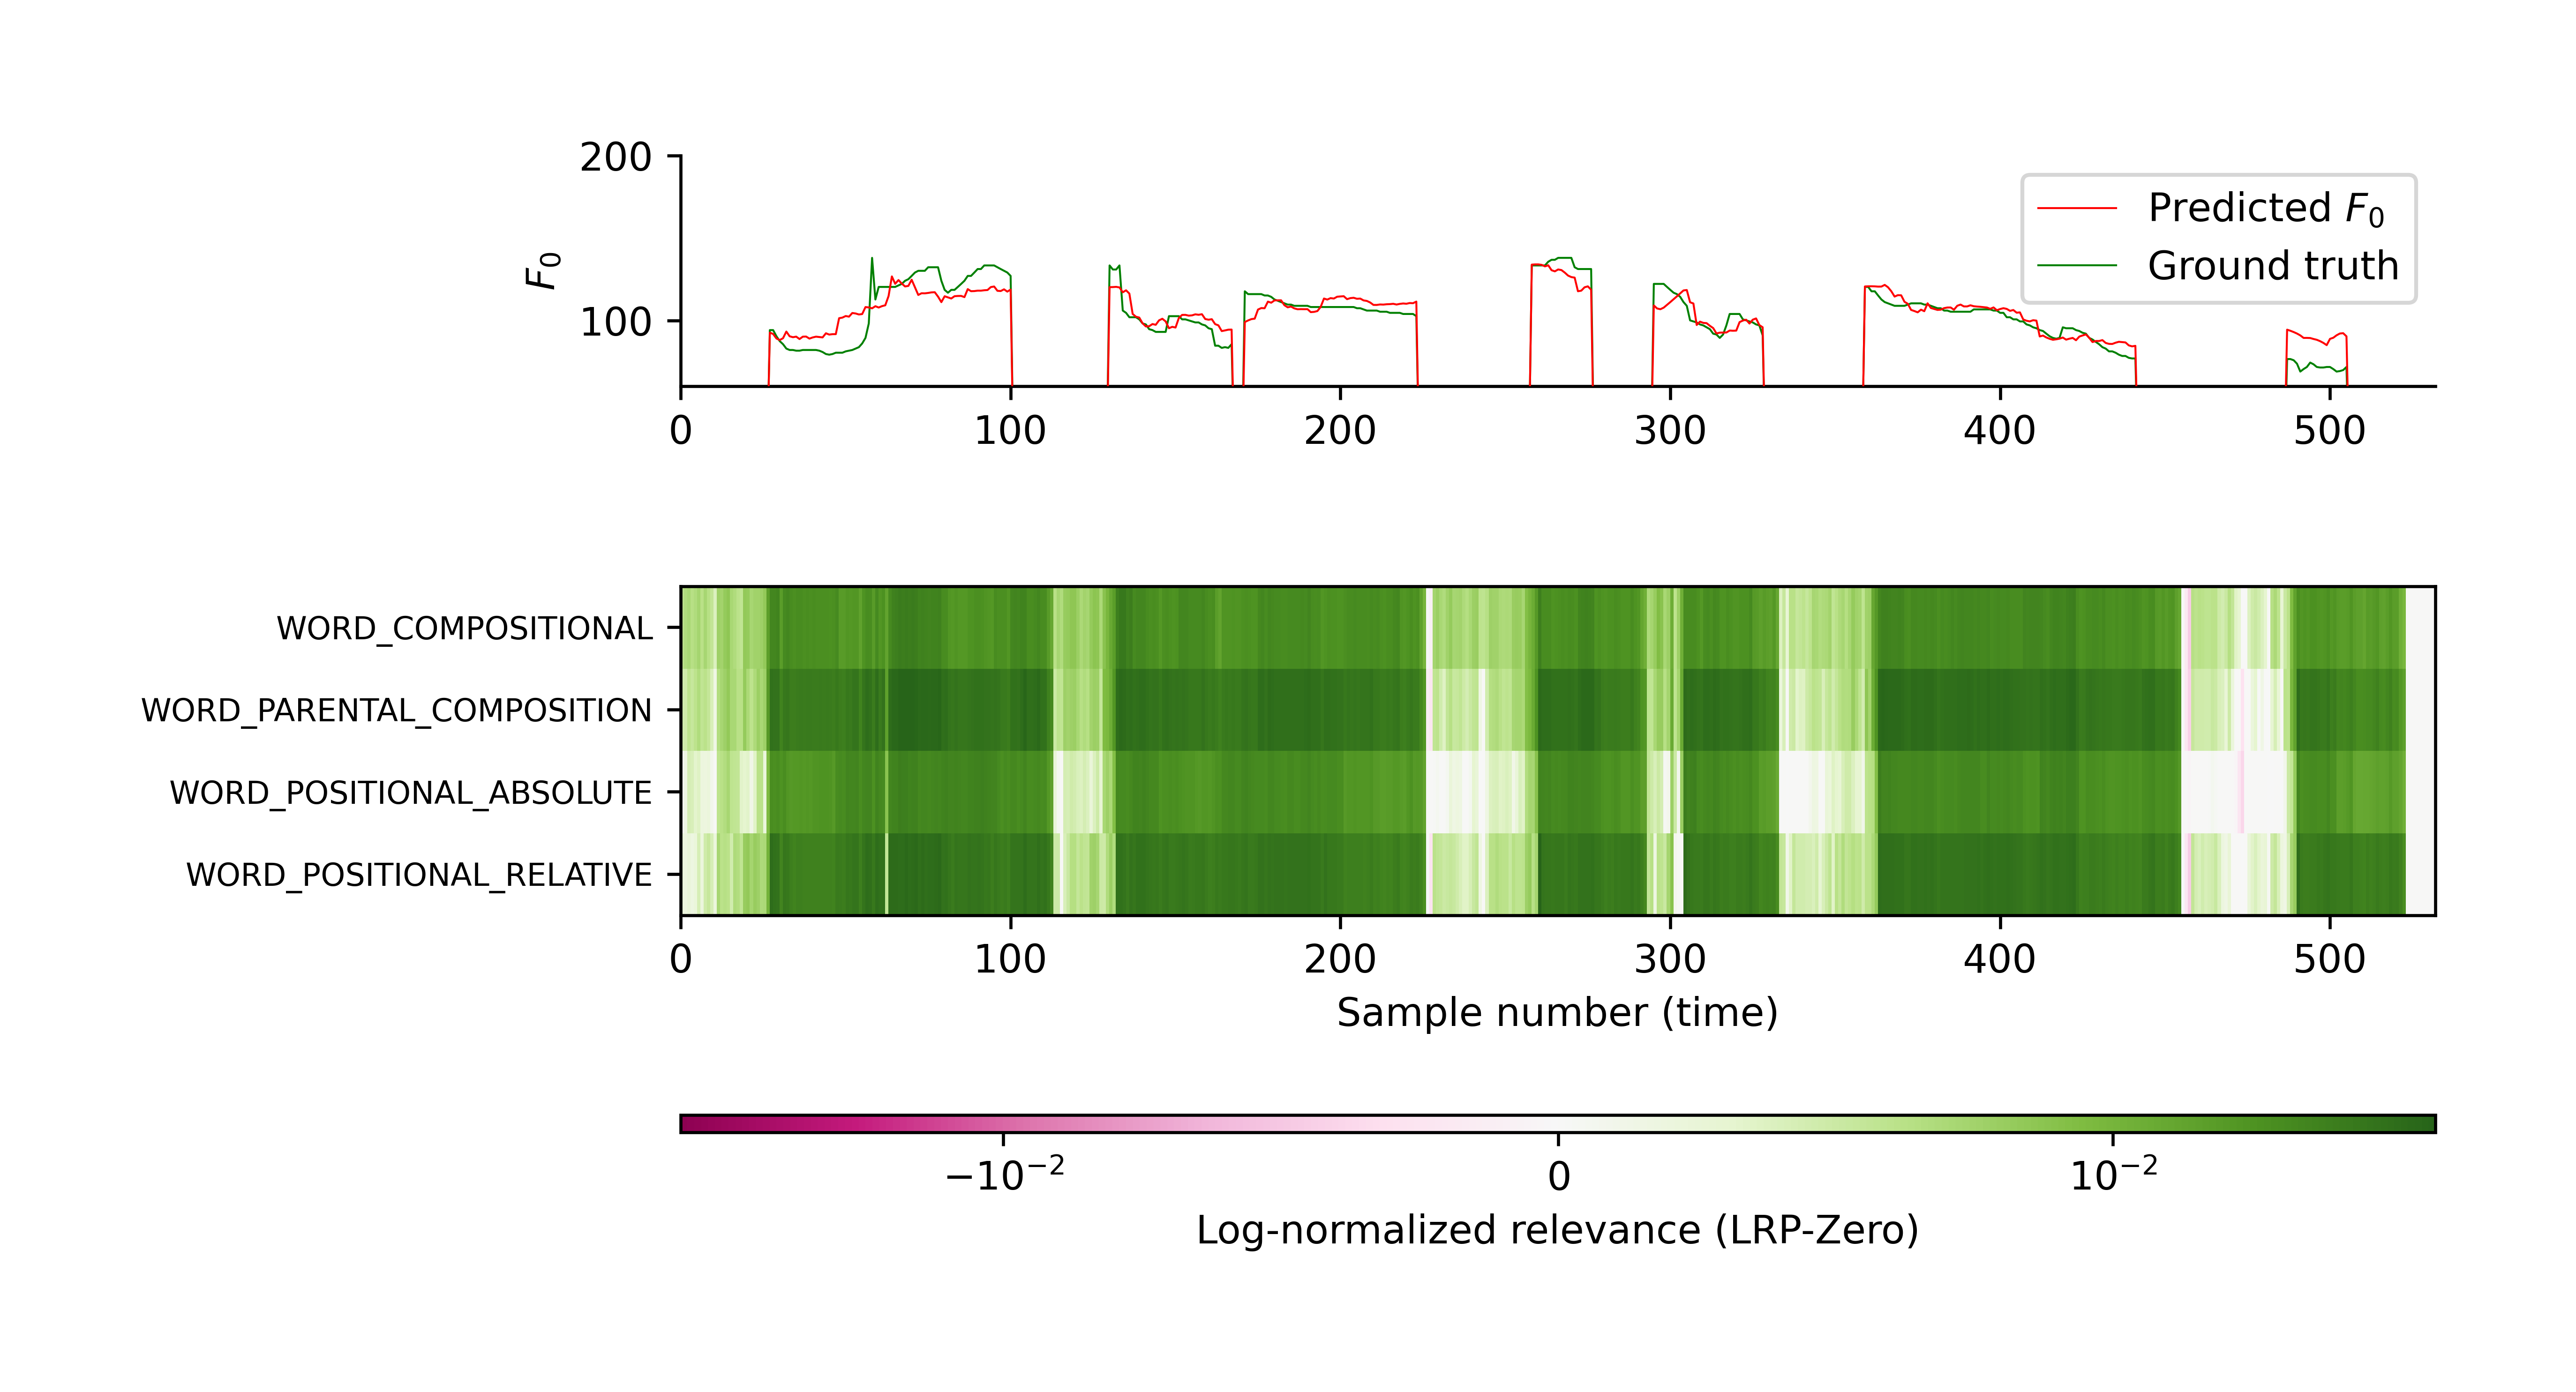 200
100
F₀
Predicted F₀
Ground truth
0 100 200 300 400 500
WORD_COMPOSITIONAL
WORD_PARENTAL_COMPOSITION
WORD_POSITIONAL_ABSOLUTE
WORD_POSITIONAL_RELATIVE
0 100 200 300 400 500
Sample number (time)
−10⁻² 0 10⁻²
Log-normalized relevance (LRP-Zero)